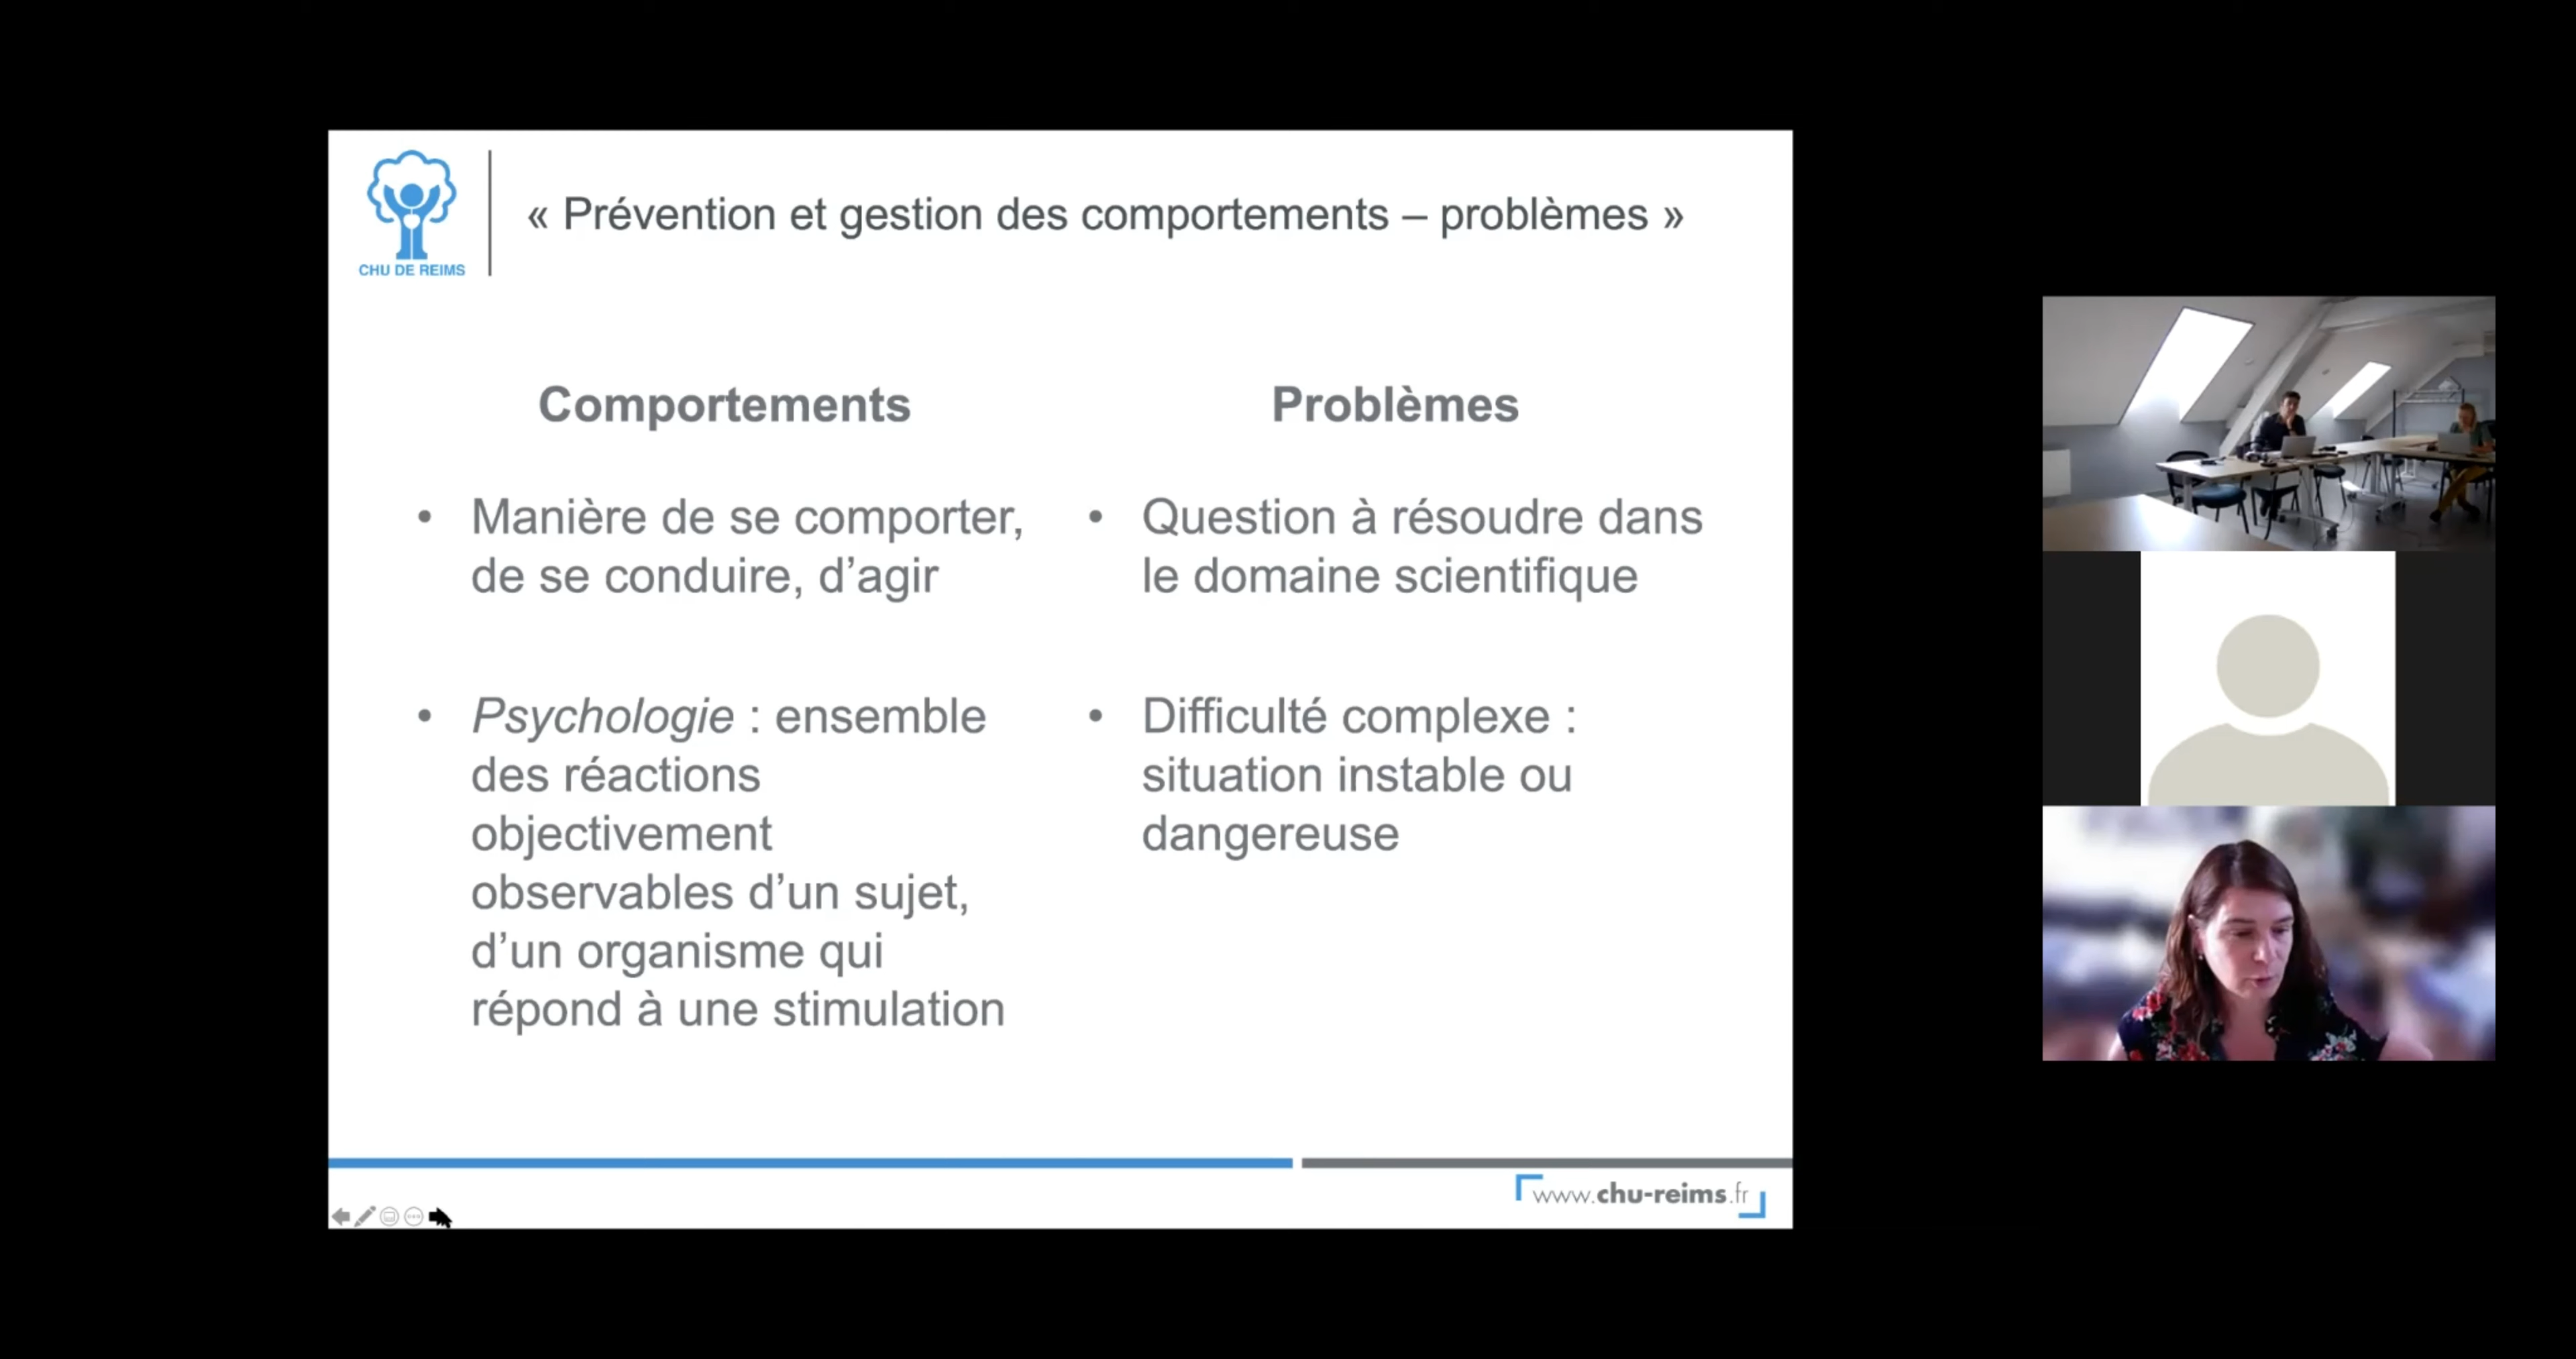 CHU DE REIMS
« Prévention et gestion des comportements – problèmes »
Comportements
• Manière de se comporter,
de se conduire, d’agir
• Psychologie : ensemble
des réactions
objectivement
observables d’un sujet,
d’un organisme qui
répond à une stimulation
Problèmes
• Question à résoudre dans
le domaine scientifique
• Difficulté complexe :
situation instable ou
dangereuse
www.chu-reims.fr